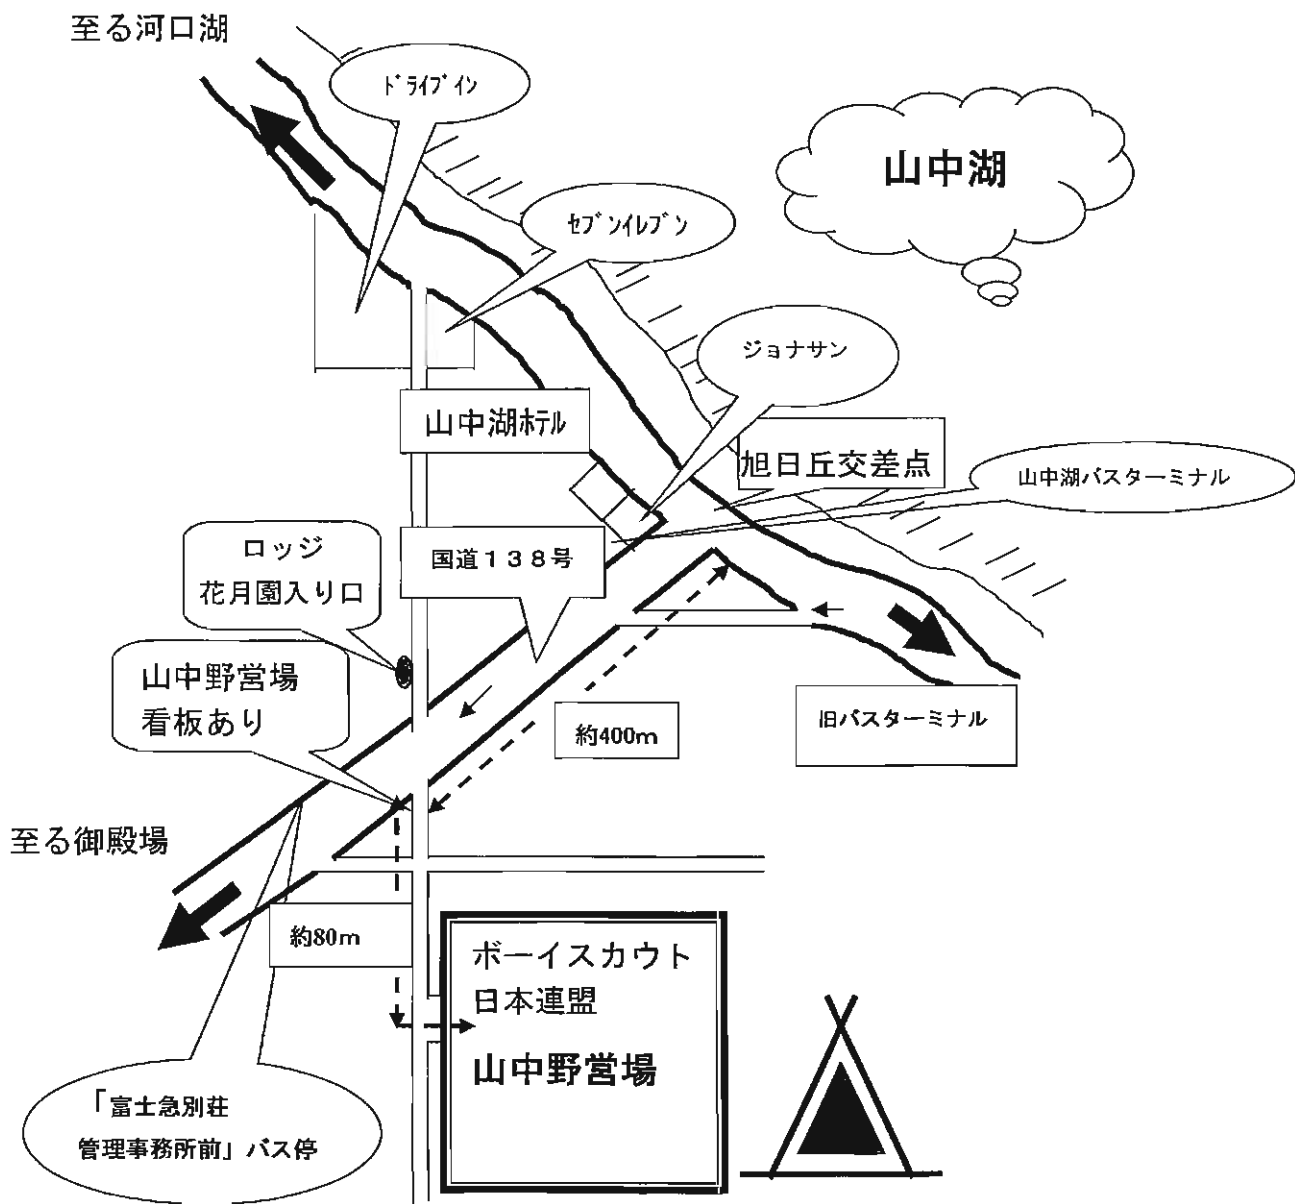 至る河口湖
ﾄﾞﾗｲﾌﾞｲﾝ
山中湖
ｾﾌﾞﾝｲﾚﾌﾞﾝ
ジョナサン
山中湖ﾎﾃﾙ
旭日丘交差点
山中湖バスターミナル
ロッジ
花月園入り口
国道１３８号
山中野営場
看板あり
約400m
旧バスターミナル
至る御殿場
約80m
ボーイスカウト
日本連盟
山中野営場
「富士急別荘
管理事務所前」バス停